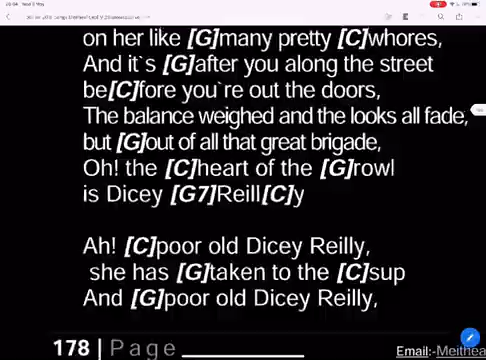 on her like [G]many pretty [C]whores,
And it`s [G]after you along the street
be[C]fore you`re out the doors,
The balance weighed and the looks all fade,
but [G]out of all that great brigade,
Oh! the [C]heart of the [G]rowl
is Dicey [G7]Reill[C]y
Ah! [C]poor old Dicey Reilly,
she has [G]taken to the [C]sup
And [G]poor old Dicey Reilly,
178 | Page
Email:-Meithea